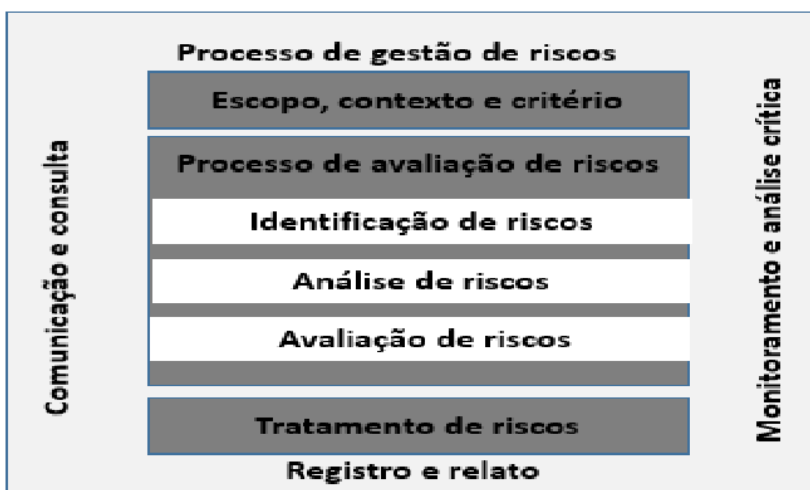 Processo de gestão de riscos
Escopo, contexto e critério
Processo de avaliação de riscos
Identificação de riscos
Análise de riscos
Avaliação de riscos
Tratamento de riscos
Registro e relato
Comunicação e consulta
Monitoramento e análise crítica